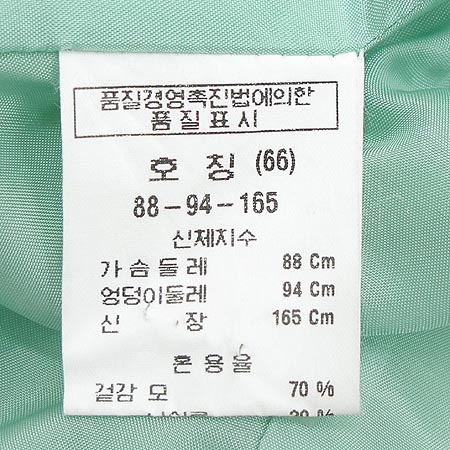 품질경영촉진법에의한
품 질 표 시
호 칭 (66)
88-94-165
신체지수
가 슴 둘 레 88 Cm
엉덩이둘레 94 Cm
신 장 165 Cm
혼 용 율
겉감 모 70 %